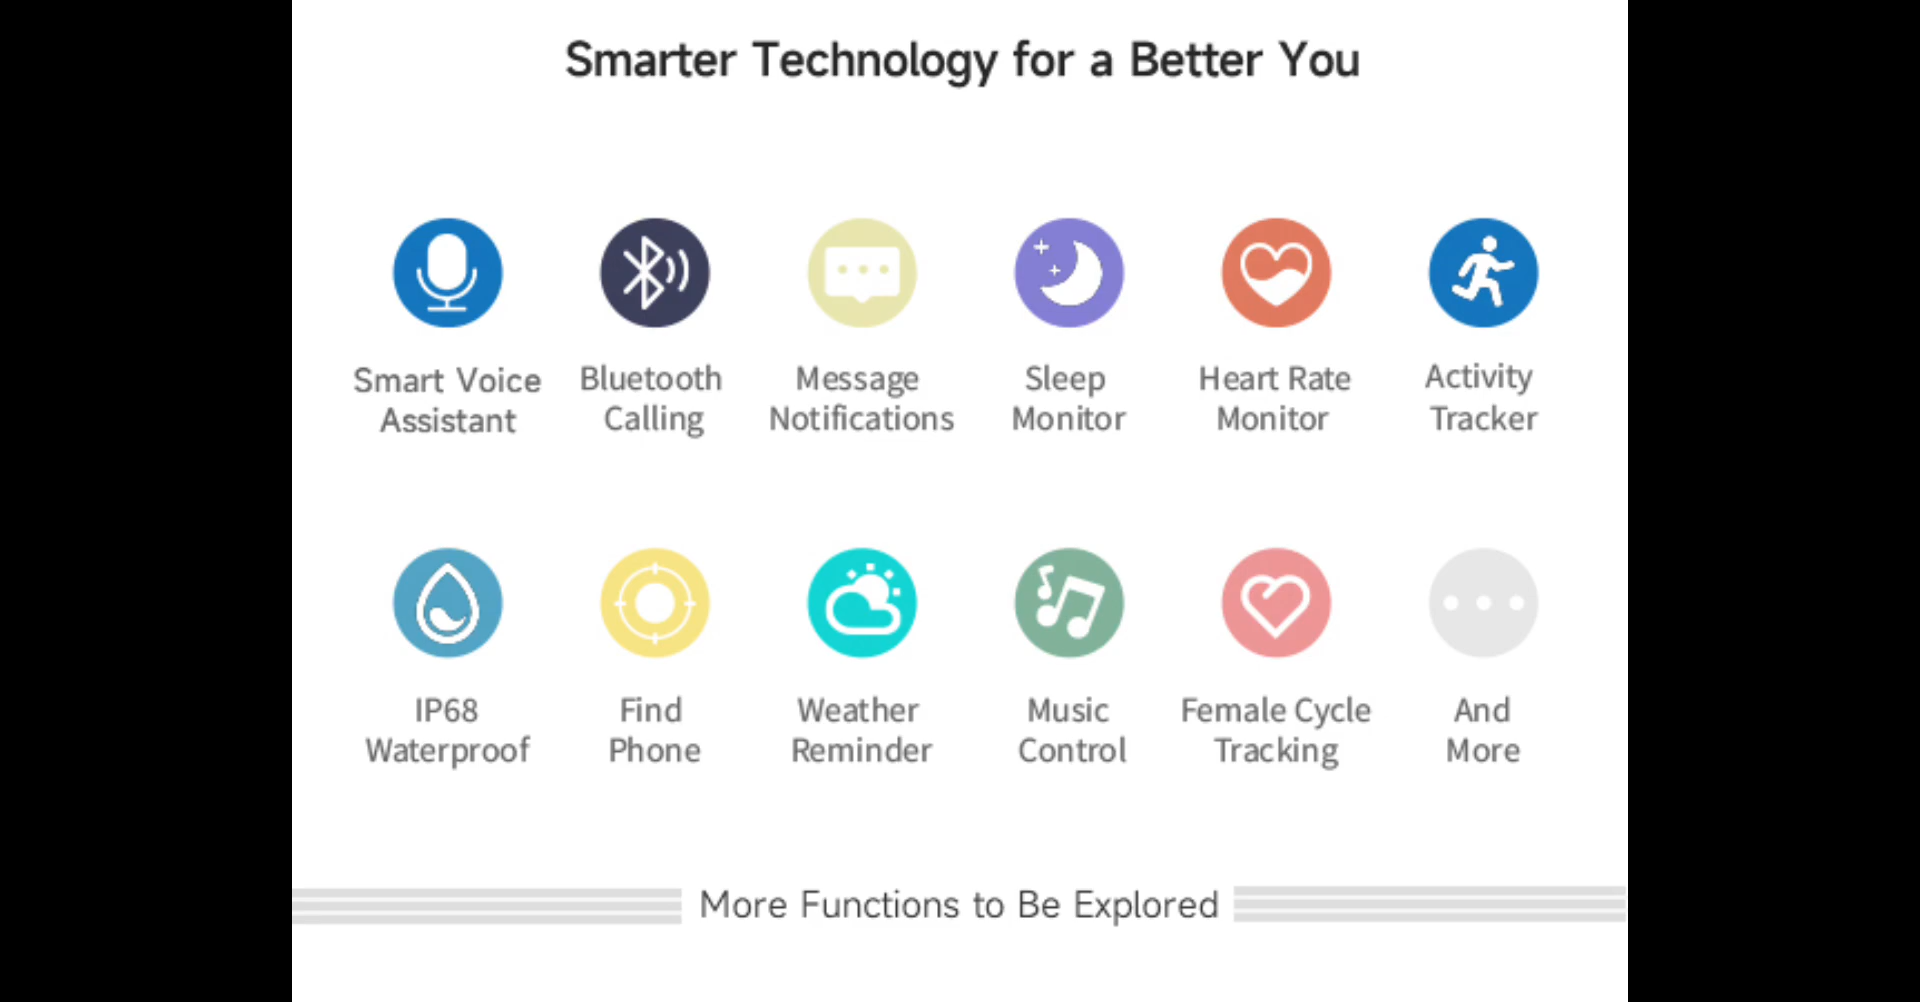 Smarter Technology for a Better You
Smart Voice
Assistant
Bluetooth
Calling
Message
Notifications
Sleep
Monitor
Heart Rate
Monitor
Activity
Tracker
IP68
Waterproof
Find
Phone
Weather
Reminder
Music
Control
Female Cycle
Tracking
And
More
More Functions to Be Explored